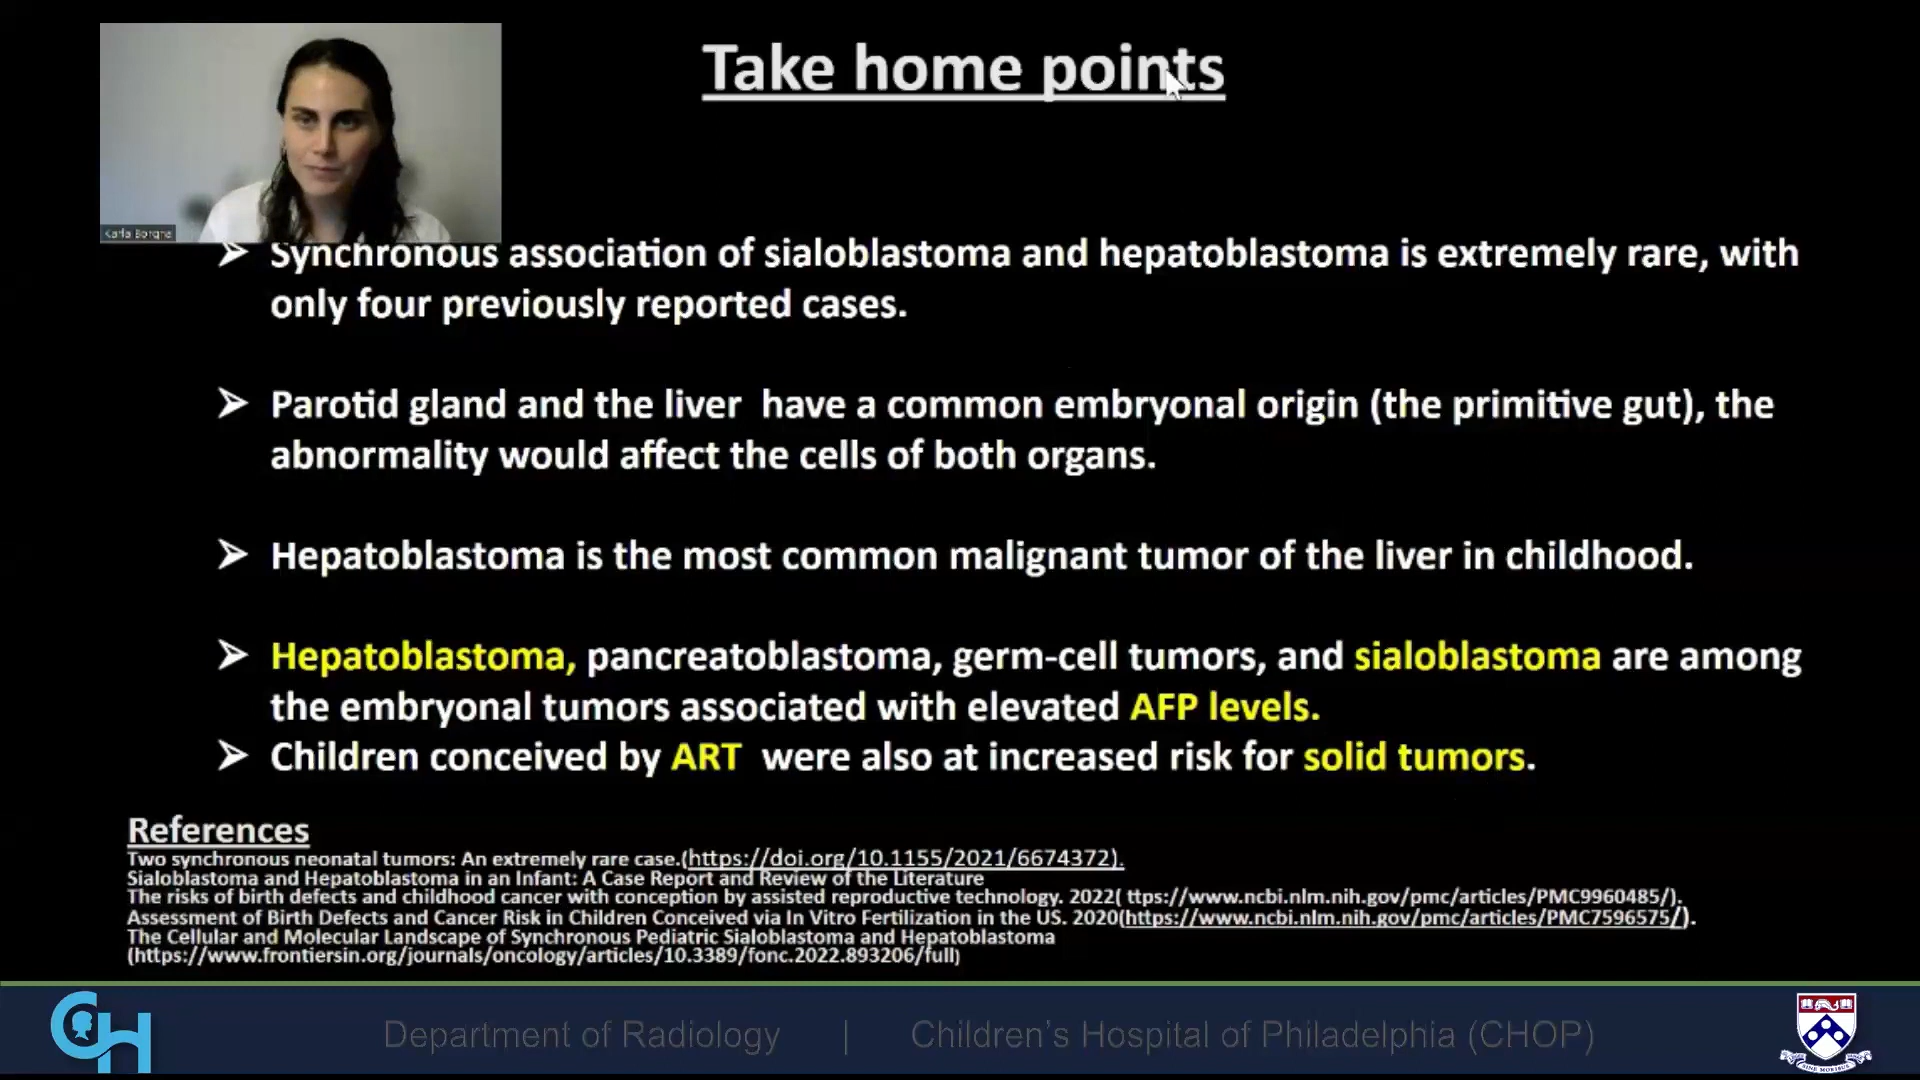 Take home points
Karla Borgna
➢ Synchronous association of sialoblastoma and hepatoblastoma is extremely rare, with
only four previously reported cases.
➢ Parotid gland and the liver have a common embryonal origin (the primitive gut), the
abnormality would affect the cells of both organs.
➢ Hepatoblastoma is the most common malignant tumor of the liver in childhood.
➢ Hepatoblastoma, pancreatoblastoma, germ-cell tumors, and sialoblastoma are among
the embryonal tumors associated with elevated AFP levels.
➢ Children conceived by ART were also at increased risk for solid tumors.
References
Two synchronous neonatal tumors: An extremely rare case.(https://doi.org/10.1155/2021/6674372).
Sialoblastoma and Hepatoblastoma in an Infant: A Case Report and Review of the Literature
The risks of birth defects and childhood cancer with conception by assisted reproductive technology. 2022( ttps://www.ncbi.nlm.nih.gov/pmc/articles/PMC9960485/).
Assessment of Birth Defects and Cancer Risk in Children Conceived via In Vitro Fertilization in the US. 2020(https://www.ncbi.nlm.nih.gov/pmc/articles/PMC7596575/).
The Cellular and Molecular Landscape of Synchronous Pediatric Sialoblastoma and Hepatoblastoma
(https://www.frontiersin.org/journals/oncology/articles/10.3389/fonc.2022.893206/full)
CH Department of Radiology | Children's Hospital of Philadelphia (CHOP)